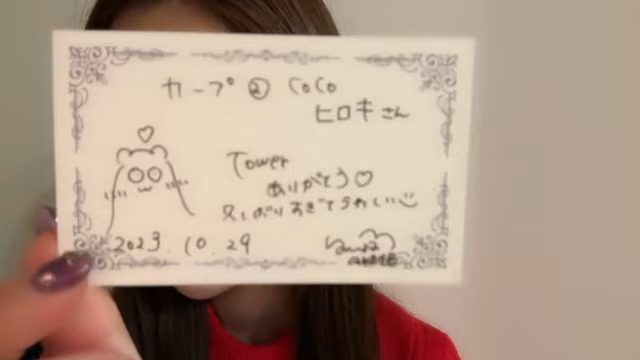 カープ② CoCo
ヒロキさん
Tower
ありがとう♡
久しぶりすぎてうれしい
2023.10.29